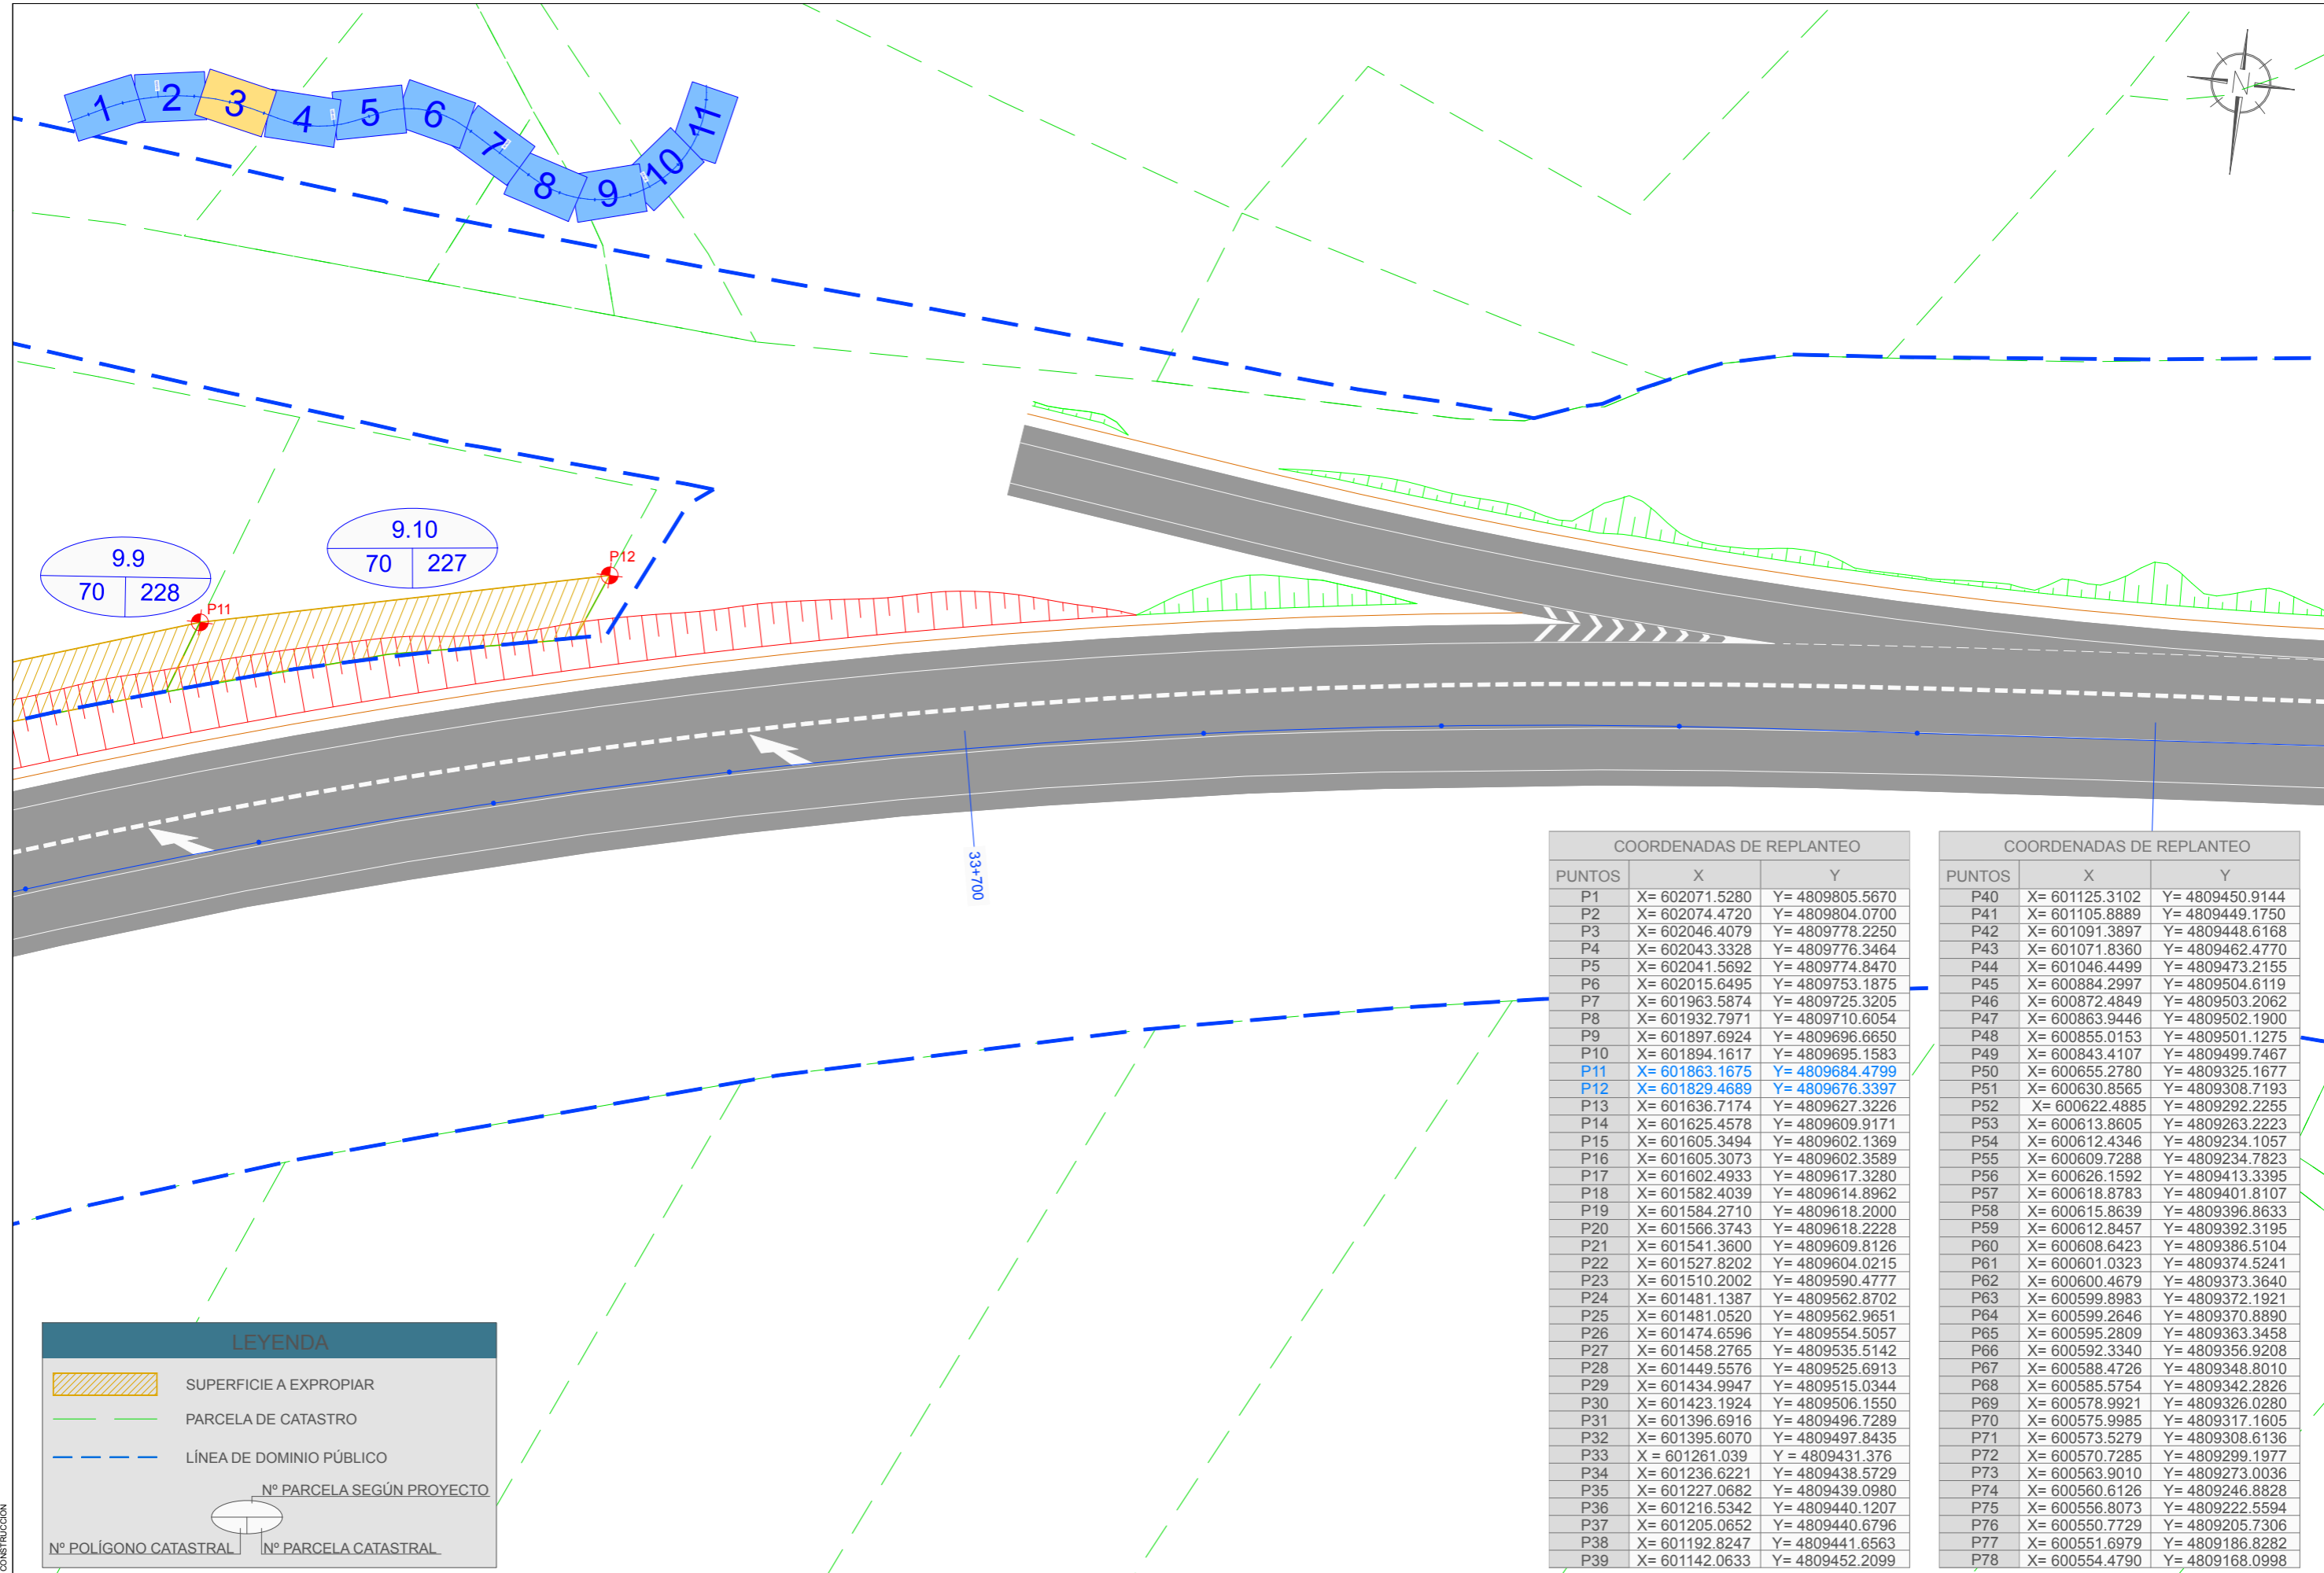 1
2
3
4
5
6
7
8
9
10
11
N
9.9
70 228
9.10
70 227
P11
P12
33+700
COORDENADAS DE REPLANTEO
PUNTOS X Y
P1 X= 602071.5280 Y= 4809805.5670
P2 X= 602074.4720 Y= 4809804.0700
P3 X= 602046.4079 Y= 4809778.2250
P4 X= 602043.3328 Y= 4809776.3464
P5 X= 602041.5692 Y= 4809774.8470
P6 X= 602015.6495 Y= 4809753.1875
P7 X= 601963.5874 Y= 4809725.3205
P8 X= 601932.7971 Y= 4809710.6054
P9 X= 601897.6924 Y= 4809696.6650
P10 X= 601894.1617 Y= 4809695.1583
P11 X= 601863.1675 Y= 4809684.4799
P12 X= 601829.4689 Y= 4809676.3397
P13 X= 601636.7174 Y= 4809627.3226
P14 X= 601625.4578 Y= 4809609.9171
P15 X= 601605.3494 Y= 4809602.1369
P16 X= 601605.3073 Y= 4809602.3589
P17 X= 601602.4933 Y= 4809617.3280
P18 X= 601582.4039 Y= 4809614.8962
P19 X= 601584.2710 Y= 4809618.2000
P20 X= 601566.3743 Y= 4809618.2228
P21 X= 601541.3600 Y= 4809609.8126
P22 X= 601527.8202 Y= 4809604.0215
P23 X= 601510.2002 Y= 4809590.4777
P24 X= 601481.1387 Y= 4809562.8702
P25 X= 601481.0520 Y= 4809562.9651
P26 X= 601474.6596 Y= 4809554.5057
P27 X= 601458.2765 Y= 4809535.5142
P28 X= 601449.5576 Y= 4809525.6913
P29 X= 601434.9947 Y= 4809515.0344
P30 X= 601423.1924 Y= 4809506.1550
P31 X= 601396.6916 Y= 4809496.7289
P32 X= 601395.6070 Y= 4809497.8435
P33 X = 601261.039 Y = 4809431.376
P34 X= 601236.6221 Y= 4809438.5729
P35 X= 601227.0682 Y= 4809439.0980
P36 X= 601216.5342 Y= 4809440.1207
P37 X= 601205.0652 Y= 4809440.6796
P38 X= 601192.8247 Y= 4809441.6563
P39 X= 601142.0633 Y= 4809452.2099
COORDENADAS DE REPLANTEO
PUNTOS X Y
P40 X= 601125.3102 Y= 4809450.9144
P41 X= 601105.8889 Y= 4809449.1750
P42 X= 601091.3897 Y= 4809448.6168
P43 X= 601071.8360 Y= 4809462.4770
P44 X= 601046.4499 Y= 4809473.2155
P45 X= 600884.2997 Y= 4809504.6119
P46 X= 600872.4849 Y= 4809503.2062
P47 X= 600863.9446 Y= 4809502.1900
P48 X= 600855.0153 Y= 4809501.1275
P49 X= 600843.4107 Y= 4809499.7467
P50 X= 600655.2780 Y= 4809325.1677
P51 X= 600630.8565 Y= 4809308.7193
P52 X= 600622.4885 Y= 4809292.2255
P53 X= 600613.8605 Y= 4809263.2223
P54 X= 600612.4346 Y= 4809234.1057
P55 X= 600609.7288 Y= 4809234.7823
P56 X= 600626.1592 Y= 4809413.3395
P57 X= 600618.8783 Y= 4809401.8107
P58 X= 600615.8639 Y= 4809396.8633
P59 X= 600612.8457 Y= 4809392.3195
P60 X= 600608.6423 Y= 4809386.5104
P61 X= 600601.0323 Y= 4809374.5241
P62 X= 600600.4679 Y= 4809373.3640
P63 X= 600599.8983 Y= 4809372.1921
P64 X= 600599.2646 Y= 4809370.8890
P65 X= 600595.2809 Y= 4809363.3458
P66 X= 600592.3340 Y= 4809356.9208
P67 X= 600588.4726 Y= 4809348.8010
P68 X= 600585.5754 Y= 4809342.2826
P69 X= 600578.9921 Y= 4809326.0280
P70 X= 600575.9985 Y= 4809317.1605
P71 X= 600573.5279 Y= 4809308.6136
P72 X= 600570.7285 Y= 4809299.1977
P73 X= 600563.9010 Y= 4809273.0036
P74 X= 600560.6126 Y= 4809246.8828
P75 X= 600556.8073 Y= 4809222.5594
P76 X= 600550.7729 Y= 4809205.7306
P77 X= 600551.6979 Y= 4809186.8282
P78 X= 600554.4790 Y= 4809168.0998
LEYENDA
SUPERFICIE A EXPROPIAR
PARCELA DE CATASTRO
LÍNEA DE DOMINIO PÚBLICO
Nº PARCELA SEGÚN PROYECTO
Nº POLÍGONO CATASTRAL Nº PARCELA CATASTRAL
CONSTRUCCIÓN